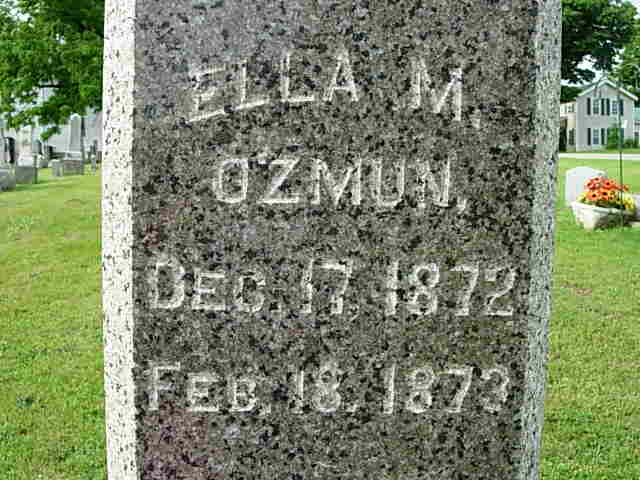 ELLA M.
OZMUN,
DEC. 17, 1872
FEB. 18, 1873